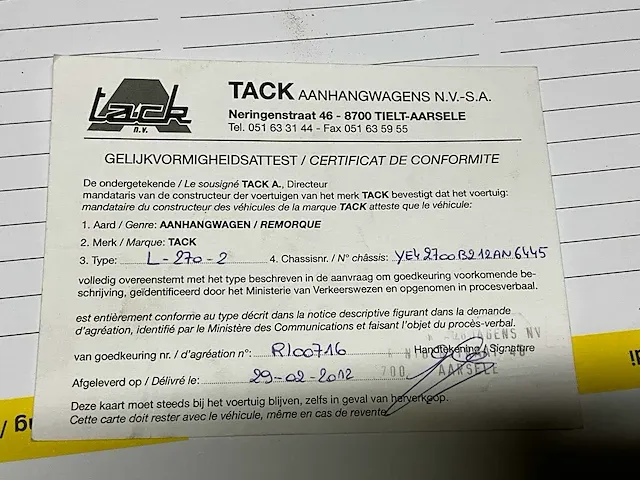 tack
n.v.
TACK AANHANGWAGENS N.V.-S.A.
Neringenstraat 46 - 8700 TIELT-AARSELE
Tel. 051 63 31 44 - Fax 051 63 59 55
GELIJKVORMIGHEIDSATTEST / CERTIFICAT DE CONFORMITE
De ondergetekende / Le sousigné TACK A., Directeur
mandataris van de constructeur der voertuigen van het merk TACK bevestigt dat het voertuig:
mandataire du constructeur des véhicules de la marque TACK atteste que le véhicule:
1. Aard / Genre: AANHANGWAGEN / REMORQUE
2. Merk / Marque: TACK
3. Type: L-270-2 4. Chassisnr. / N° châssis: YE42700B212AN6445
volledig overeenstemt met het type beschreven in de aanvraag om goedkeuring voorkomende be-
schrijving, geïdentificeerd door het Ministerie van Verkeerswezen en opgenomen in procesverbaal.
est entièrement conforme au type décrit dans la notice descriptive figurant dans la demande
d'agréation, identifié par le Ministère des Communications et faisant l'objet du procès-verbal.
van goedkeuring nr. / d'agréation n°: R100716 Handtekening / Signature
Afgeleverd op / Délivré le: 29-02-2012
AARSELE
Deze kaart moet steeds bij het voertuig blijven, zelfs in geval van herverkoop.
Cette carte doit rester avec le véhicule, même en cas de revente.